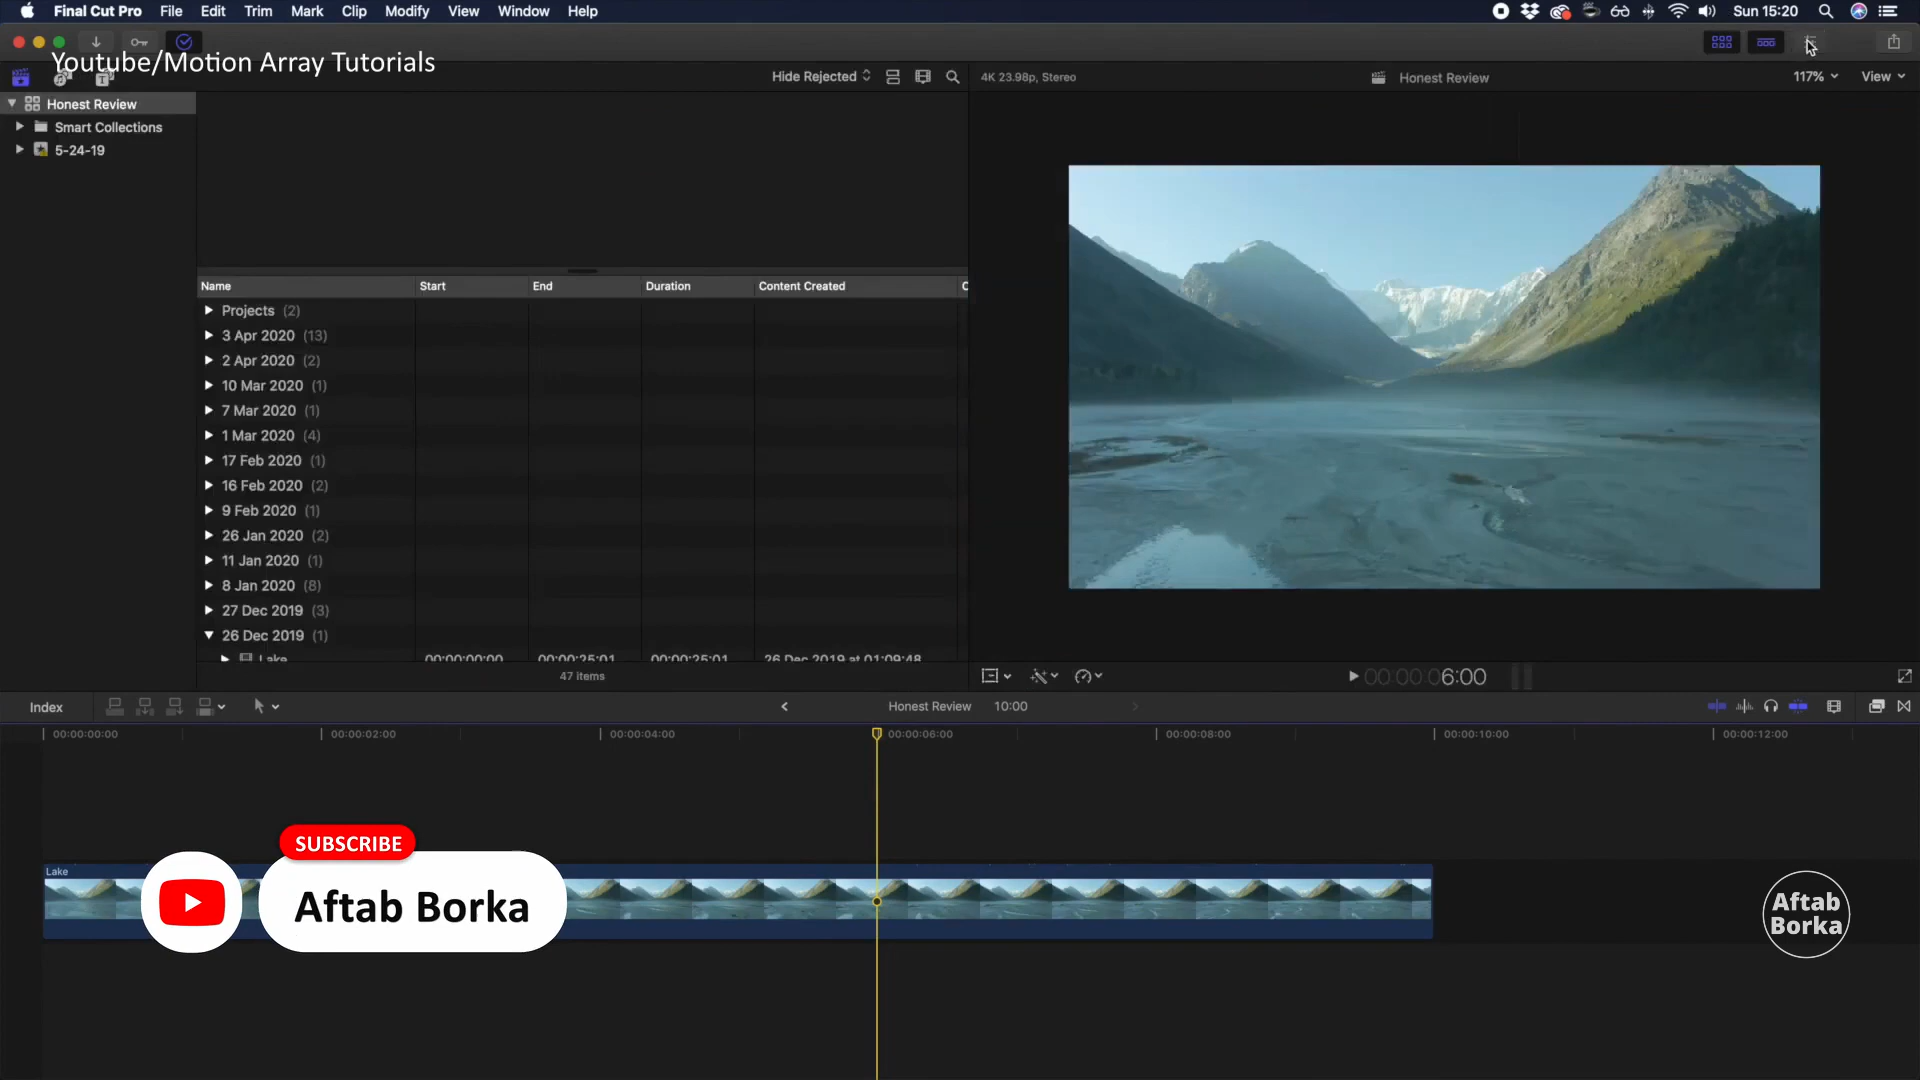 Final Cut Pro File Edit Trim Mark Clip Modify View Window Help Sun 15:20
Youtube/Motion Array Tutorials
Hide Rejected 4K 23.98p, Stereo Honest Review 117% View
Honest Review
Smart Collections
5-24-19
Name Start End Duration Content Created
Projects (2)
3 Apr 2020 (13)
2 Apr 2020 (2)
10 Mar 2020 (1)
7 Mar 2020 (1)
1 Mar 2020 (4)
17 Feb 2020 (1)
16 Feb 2020 (2)
9 Feb 2020 (1)
26 Jan 2020 (2)
11 Jan 2020 (1)
8 Jan 2020 (8)
27 Dec 2019 (3)
26 Dec 2019 (1)
Lake 00:00:00:00 00:00:25:01 00:00:25:01 26 Dec 2019 at 01:09:48
47 items 00:00:00:06:00
Index Honest Review 10:00
00:00:00:00 00:00:02:00 00:00:04:00 00:00:06:00 00:00:08:00 00:00:10:00 00:00:12:00
Lake
SUBSCRIBE
Aftab Borka
Aftab
Borka